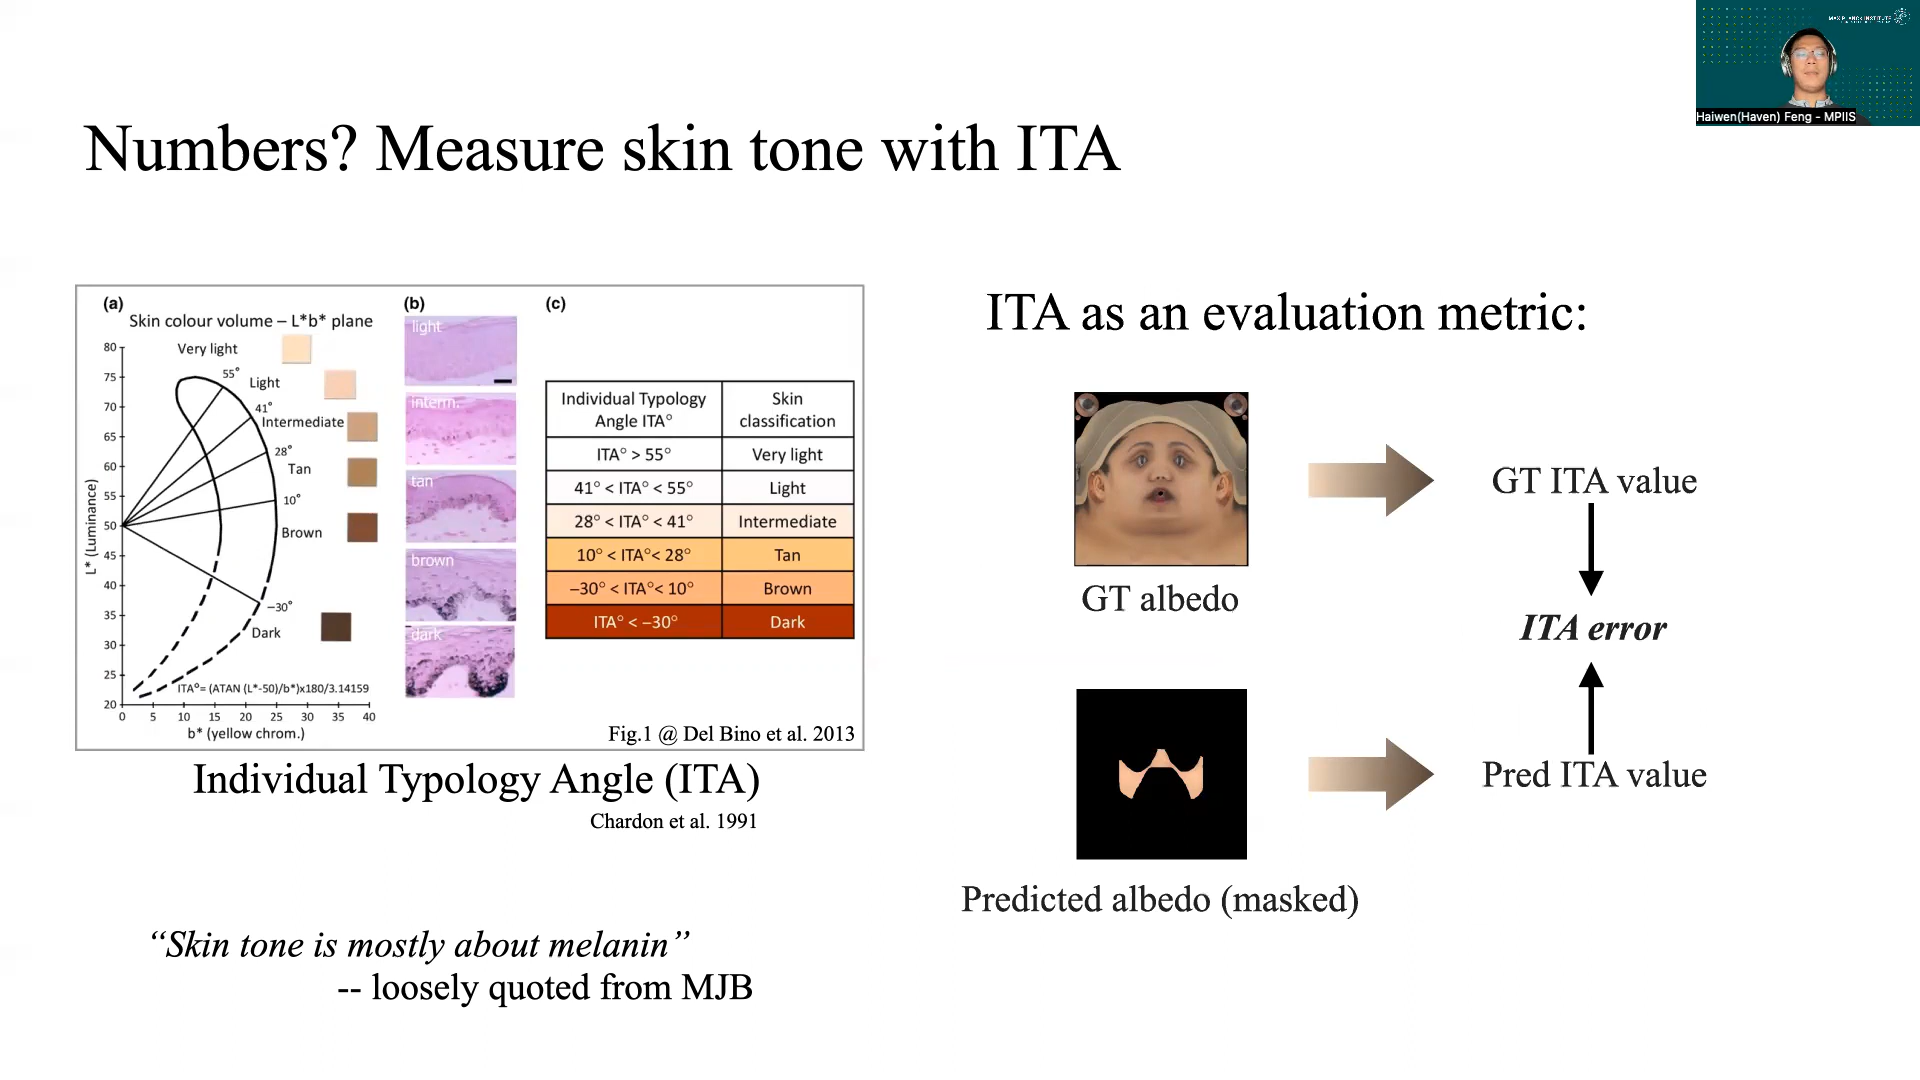 MAX PLANCK INSTITUTE
Haiwen(Haven) Feng - MPIIS
Numbers? Measure skin tone with ITA
(a)
Skin colour volume – L*b* plane
Very light
Light
Intermediate
Tan
Brown
Dark
55°
41°
28°
10°
–30°
80
75
70
65
60
55
50
45
40
35
30
25
20
L* (Luminance)
ITA°= (ATAN (L*-50)/b*)x180/3.14159
0 5 10 15 20 25 30 35 40
b* (yellow chrom.)
(b)
light
interm.
tan
brown
dark
(c)
Individual Typology Angle ITA° Skin classification
ITA° > 55° Very light
41° < ITA° < 55° Light
28° < ITA° < 41° Intermediate
10° < ITA°< 28° Tan
–30° < ITA°< 10° Brown
ITA° < –30° Dark
Fig.1 @ Del Bino et al. 2013
Individual Typology Angle (ITA)
Chardon et al. 1991
“Skin tone is mostly about melanin”
-- loosely quoted from MJB
ITA as an evaluation metric:
GT albedo
GT ITA value
ITA error
Pred ITA value
Predicted albedo (masked)